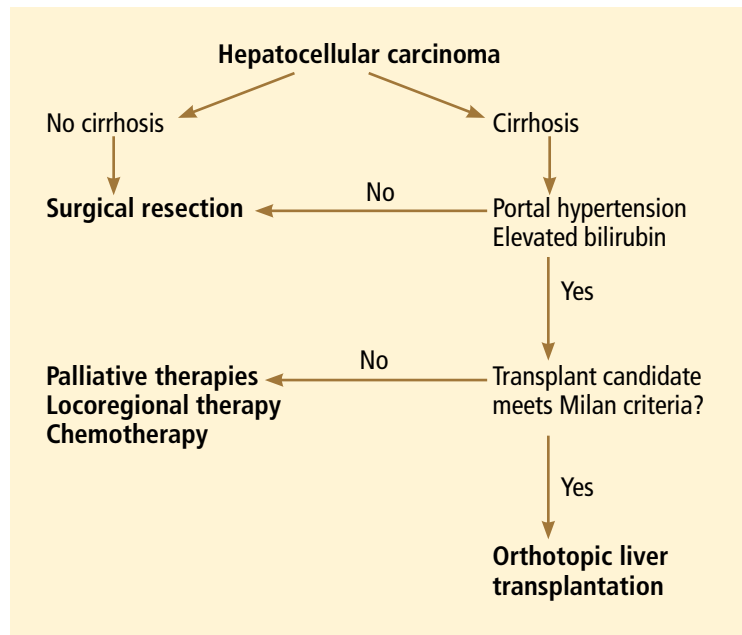 Hepatocellular carcinoma
No cirrhosis
Cirrhosis
Surgical resection
No
Portal hypertension
Elevated bilirubin
Yes
Palliative therapies
Locoregional therapy
Chemotherapy
No
Transplant candidate
meets Milan criteria?
Yes
Orthotopic liver
transplantation